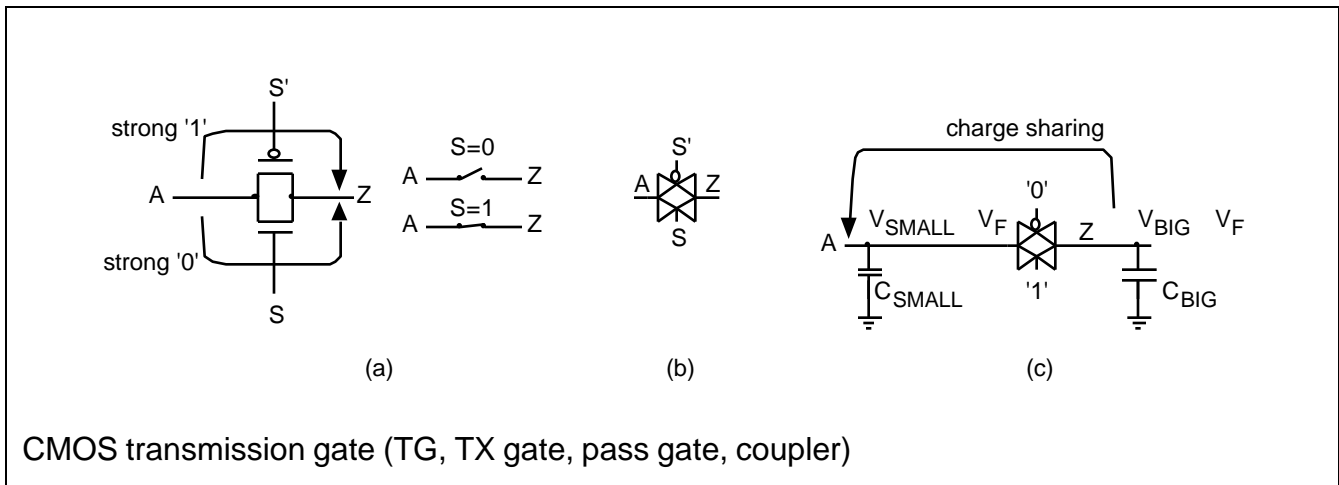 S'
strong '1'
A
Z
strong '0'
S
S=0
A Z
S=1
A Z
(a)
S'
A Z
S
(b)
charge sharing
'0'
V_SMALL V_F Z V_BIG V_F
A
C_SMALL '1' C_BIG
(c)
CMOS transmission gate (TG, TX gate, pass gate, coupler)